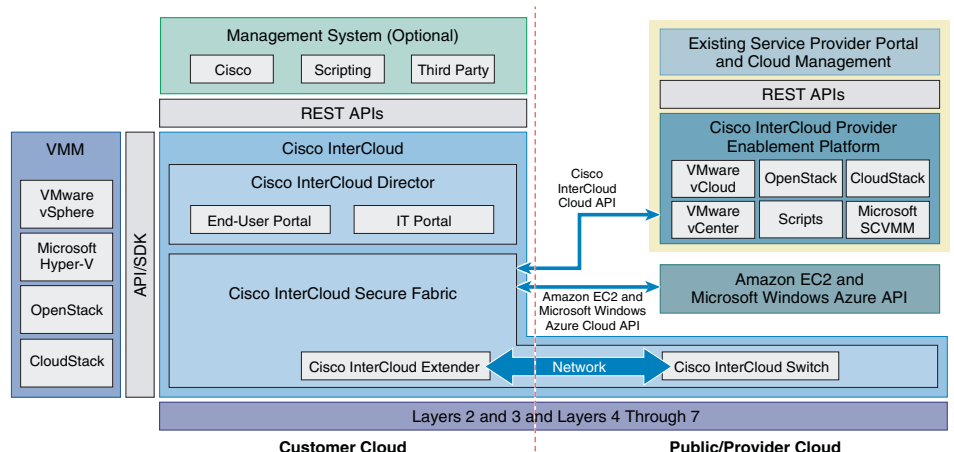 Management System (Optional)
Cisco
Scripting
Third Party
REST APIs
VMM
VMware
vSphere
Microsoft
Hyper-V
OpenStack
CloudStack
API/SDK
Cisco InterCloud
Cisco InterCloud Director
End-User Portal
IT Portal
Cisco InterCloud Secure Fabric
Cisco InterCloud Extender
Network
Cisco InterCloud Switch
Cisco
InterCloud
Cloud API
Amazon EC2 and
Microsoft Windows
Azure Cloud API
Existing Service Provider Portal
and Cloud Management
REST APIs
Cisco InterCloud Provider
Enablement Platform
VMware
vCloud
OpenStack
CloudStack
VMware
vCenter
Scripts
Microsoft
SCVMM
Amazon EC2 and
Microsoft Windows Azure API
Layers 2 and 3 and Layers 4 Through 7
Customer Cloud
Public/Provider Cloud